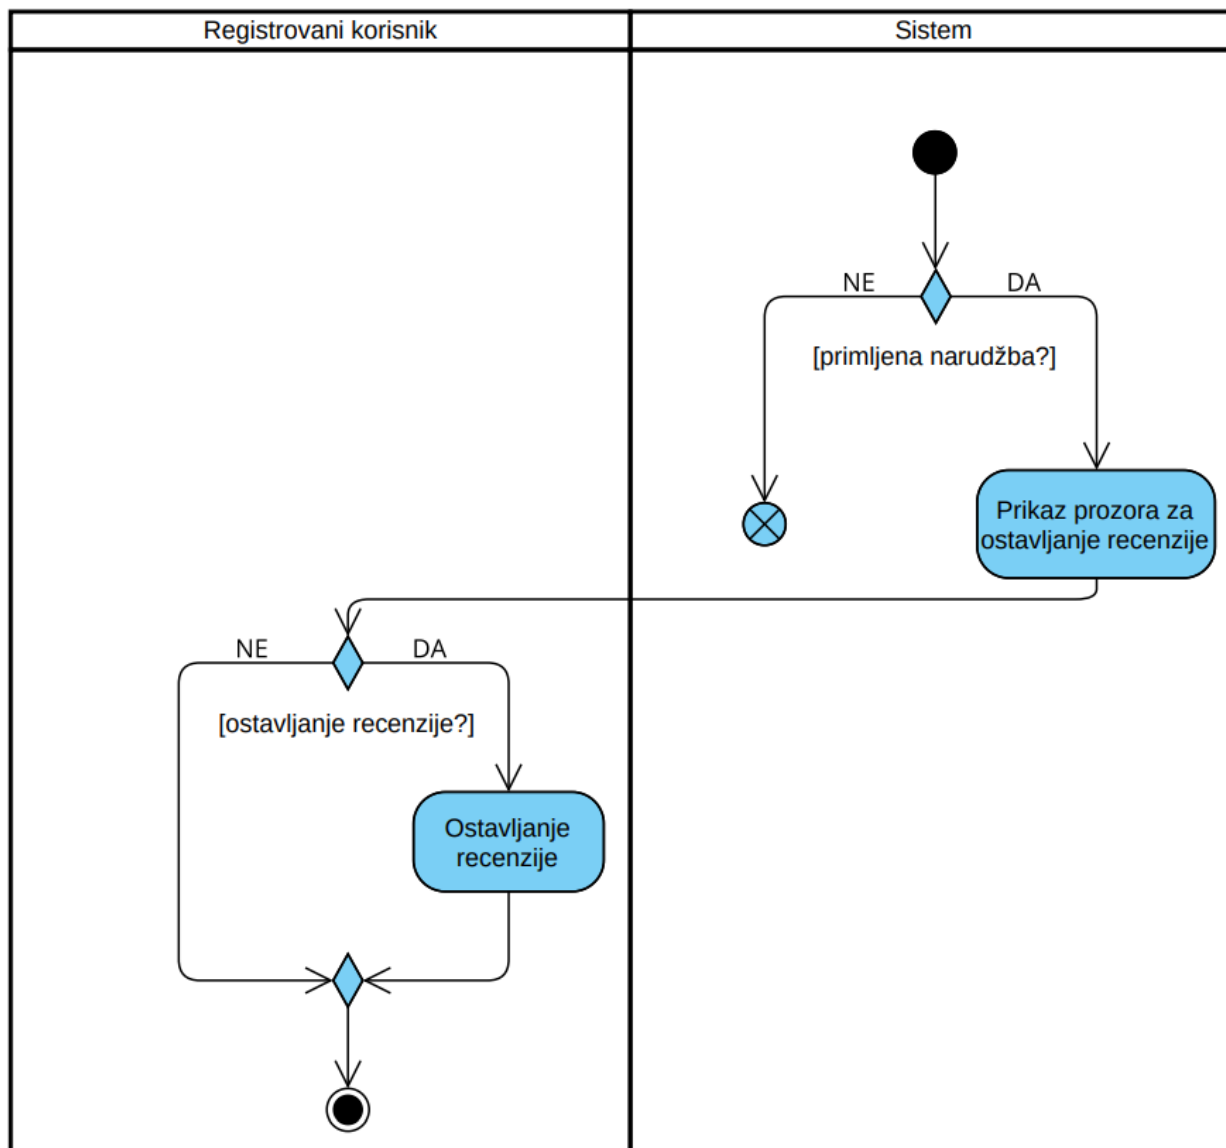 Registrovani korisnik
Sistem
NE
DA
[primljena narudžba?]
Prikaz prozora za
ostavljanje recenzije
NE
DA
[ostavljanje recenzije?]
Ostavljanje
recenzije